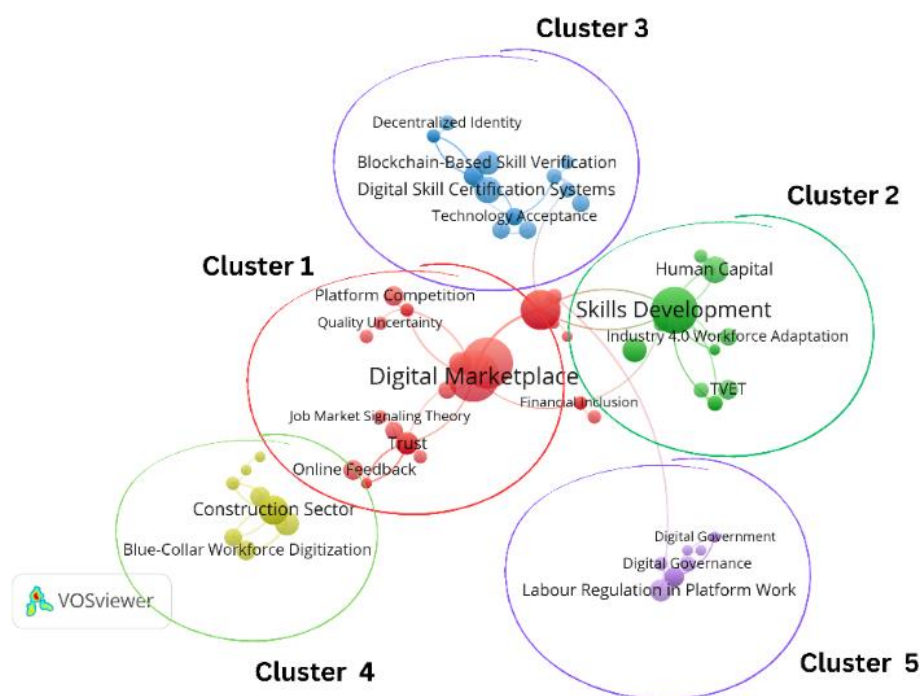 Cluster 3
Decentralized Identity
Blockchain-Based Skill Verification
Digital Skill Certification Systems
Technology Acceptance
Cluster 2
Human Capital
Skills Development
Industry 4.0 Workforce Adaptation
TVET
Cluster 1
Platform Competition
Quality Uncertainty
Digital Marketplace
Financial Inclusion
Job Market Signaling Theory
Trust
Online Feedback
Construction Sector
Blue-Collar Workforce Digitization
VOSviewer
Cluster 4
Digital Government
Digital Governance
Labour Regulation in Platform Work
Cluster 5